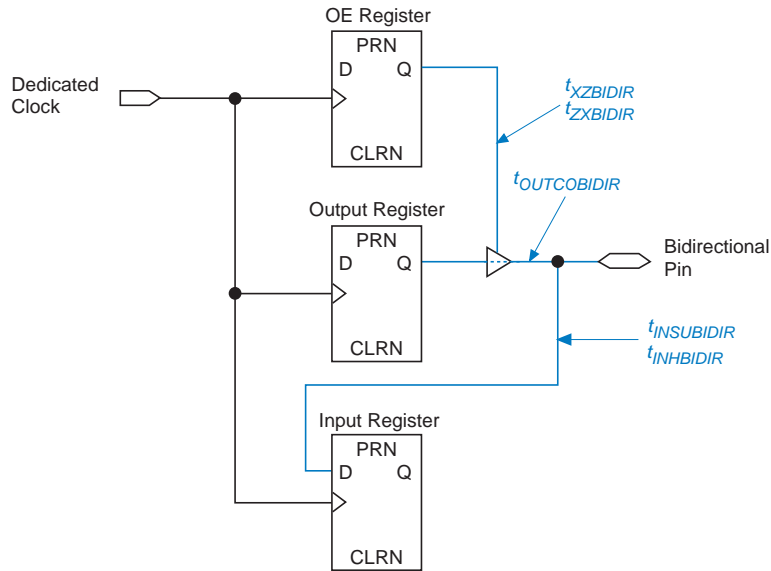 OE Register
PRN
D Q
CLRN
Dedicated
Clock
tXZBIDIR
tZXBIDIR
tOUTCOBIDIR
Output Register
PRN
D Q
CLRN
Bidirectional
Pin
tINSUBIDIR
tINHBIDIR
Input Register
PRN
D Q
CLRN